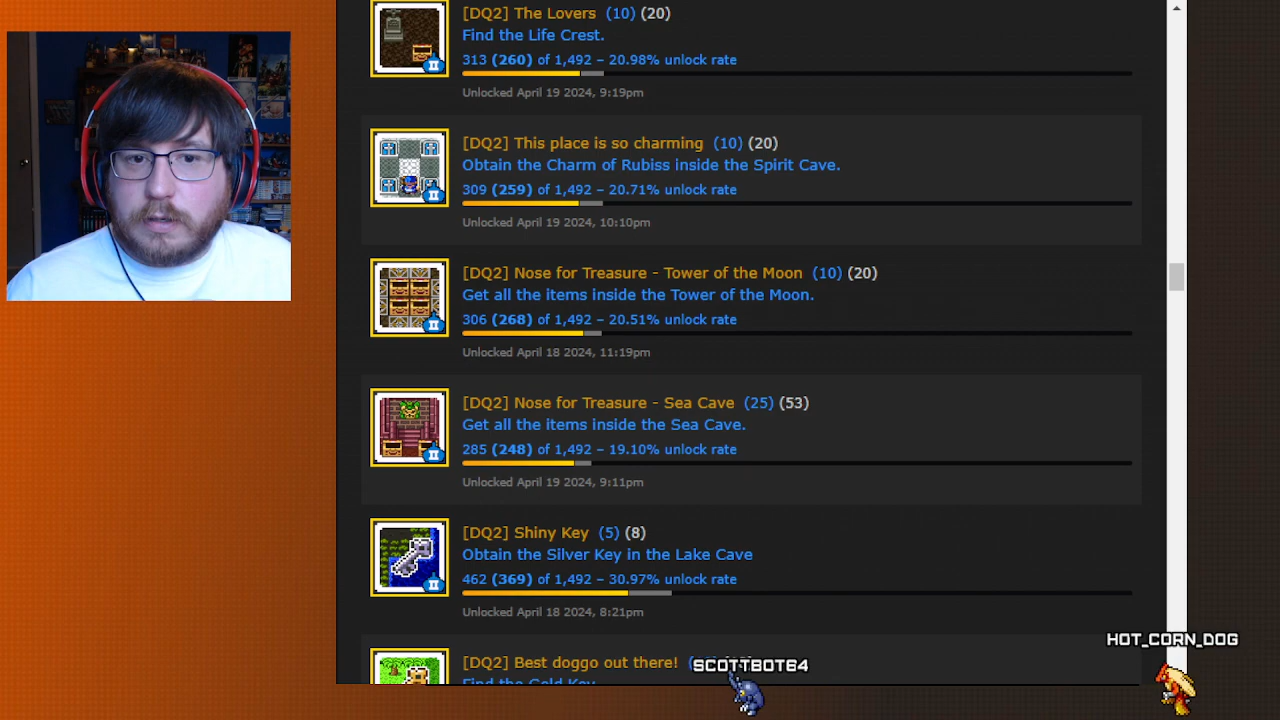 [DQ2] The Lovers (10) (20)
Find the Life Crest.
313 (260) of 1,492 – 20.98% unlock rate
Unlocked April 19 2024, 9:19pm
[DQ2] This place is so charming (10) (20)
Obtain the Charm of Rubiss inside the Spirit Cave.
309 (259) of 1,492 – 20.71% unlock rate
Unlocked April 19 2024, 10:10pm
[DQ2] Nose for Treasure - Tower of the Moon (10) (20)
Get all the items inside the Tower of the Moon.
306 (268) of 1,492 – 20.51% unlock rate
Unlocked April 18 2024, 11:19pm
[DQ2] Nose for Treasure - Sea Cave (25) (53)
Get all the items inside the Sea Cave.
285 (248) of 1,492 – 19.10% unlock rate
Unlocked April 19 2024, 9:11pm
[DQ2] Shiny Key (5) (8)
Obtain the Silver Key in the Lake Cave
462 (369) of 1,492 – 30.97% unlock rate
Unlocked April 18 2024, 8:21pm
HOT_CORN_DOG
[DQ2] Best doggo out there!
SCOTTBOT64
Find the Gold Key